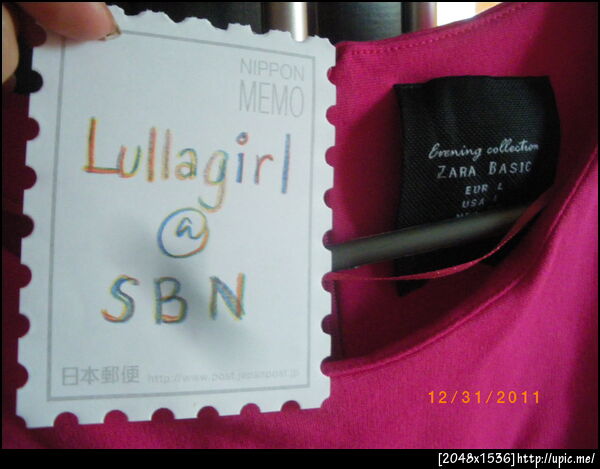 NIPPON
MEMO
Lullagirl
@
SBN
日本郵便 http://www.post.japanpost.jp
Evening collection
ZARA BASIC
EUR L
USA L
12/31/2011
[2048x1536]http://upic.me/